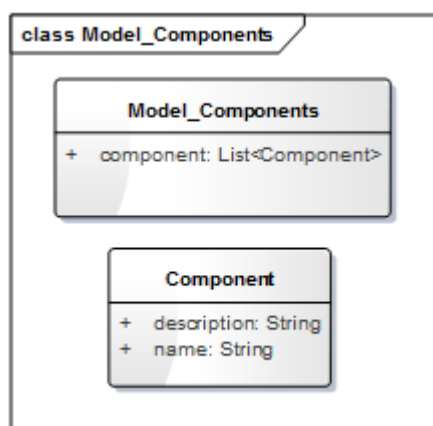 class Model_Components
Model_Components
+ component: List<Component>
Component
+ description: String
+ name: String